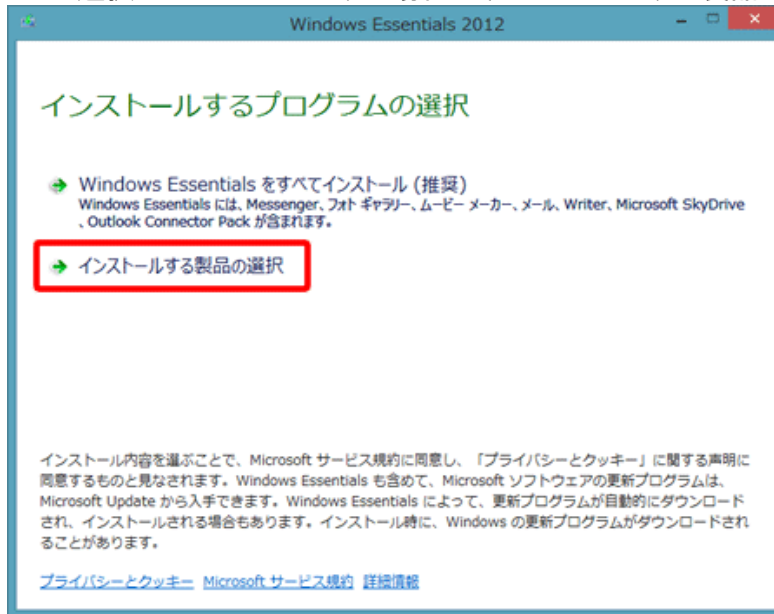 Windows Essentials 2012
インストールするプログラムの選択
Windows Essentials をすべてインストール (推奨)
Windows Essentials には、Messenger、フォト ギャラリー、ムービー メーカー、メール、Writer、Microsoft SkyDrive
、Outlook Connector Pack が含まれます。
インストールする製品の選択
インストール内容を選ぶことで、Microsoft サービス規約に同意し、「プライバシーとクッキー」に関する声明に
同意するものと見なされます。Windows Essentials も含めて、Microsoft ソフトウェアの更新プログラムは、
Microsoft Update から入手できます。Windows Essentials によって、更新プログラムが自動的にダウンロード
され、インストールされる場合もあります。インストール時に、Windows の更新プログラムがダウンロードされ
ることがあります。
プライバシーとクッキー Microsoft サービス規約 詳細情報